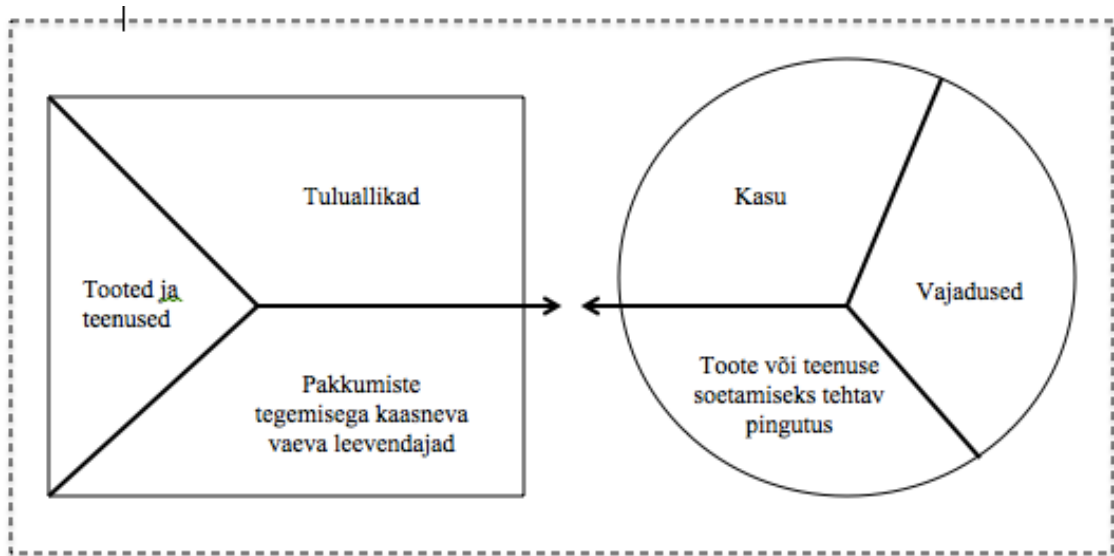 Tuluallikad
Tooted ja
teenused
Pakkumiste
tegemisega kaasneva
vaeva leevendajad
Kasu
Vajadused
Toote või teenuse
soetamiseks tehtav
pingutus